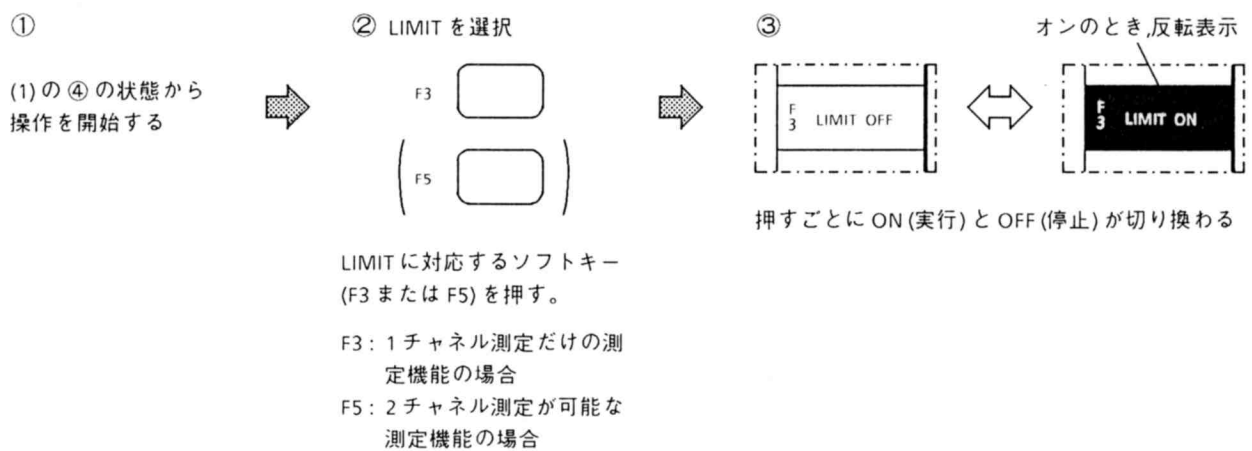 ①
(1) の ④ の状態から
操作を開始する
② LIMIT を選択
F3
F5
LIMIT に対応するソフトキー
(F3 または F5) を押す。
F3 : 1 チャネル測定だけの測
定機能の場合
F5 : 2 チャネル測定が可能な
測定機能の場合
③
オンのとき,反転表示
F3 LIMIT OFF
F3 LIMIT ON
押すごとに ON (実行) と OFF (停止) が切り換わる